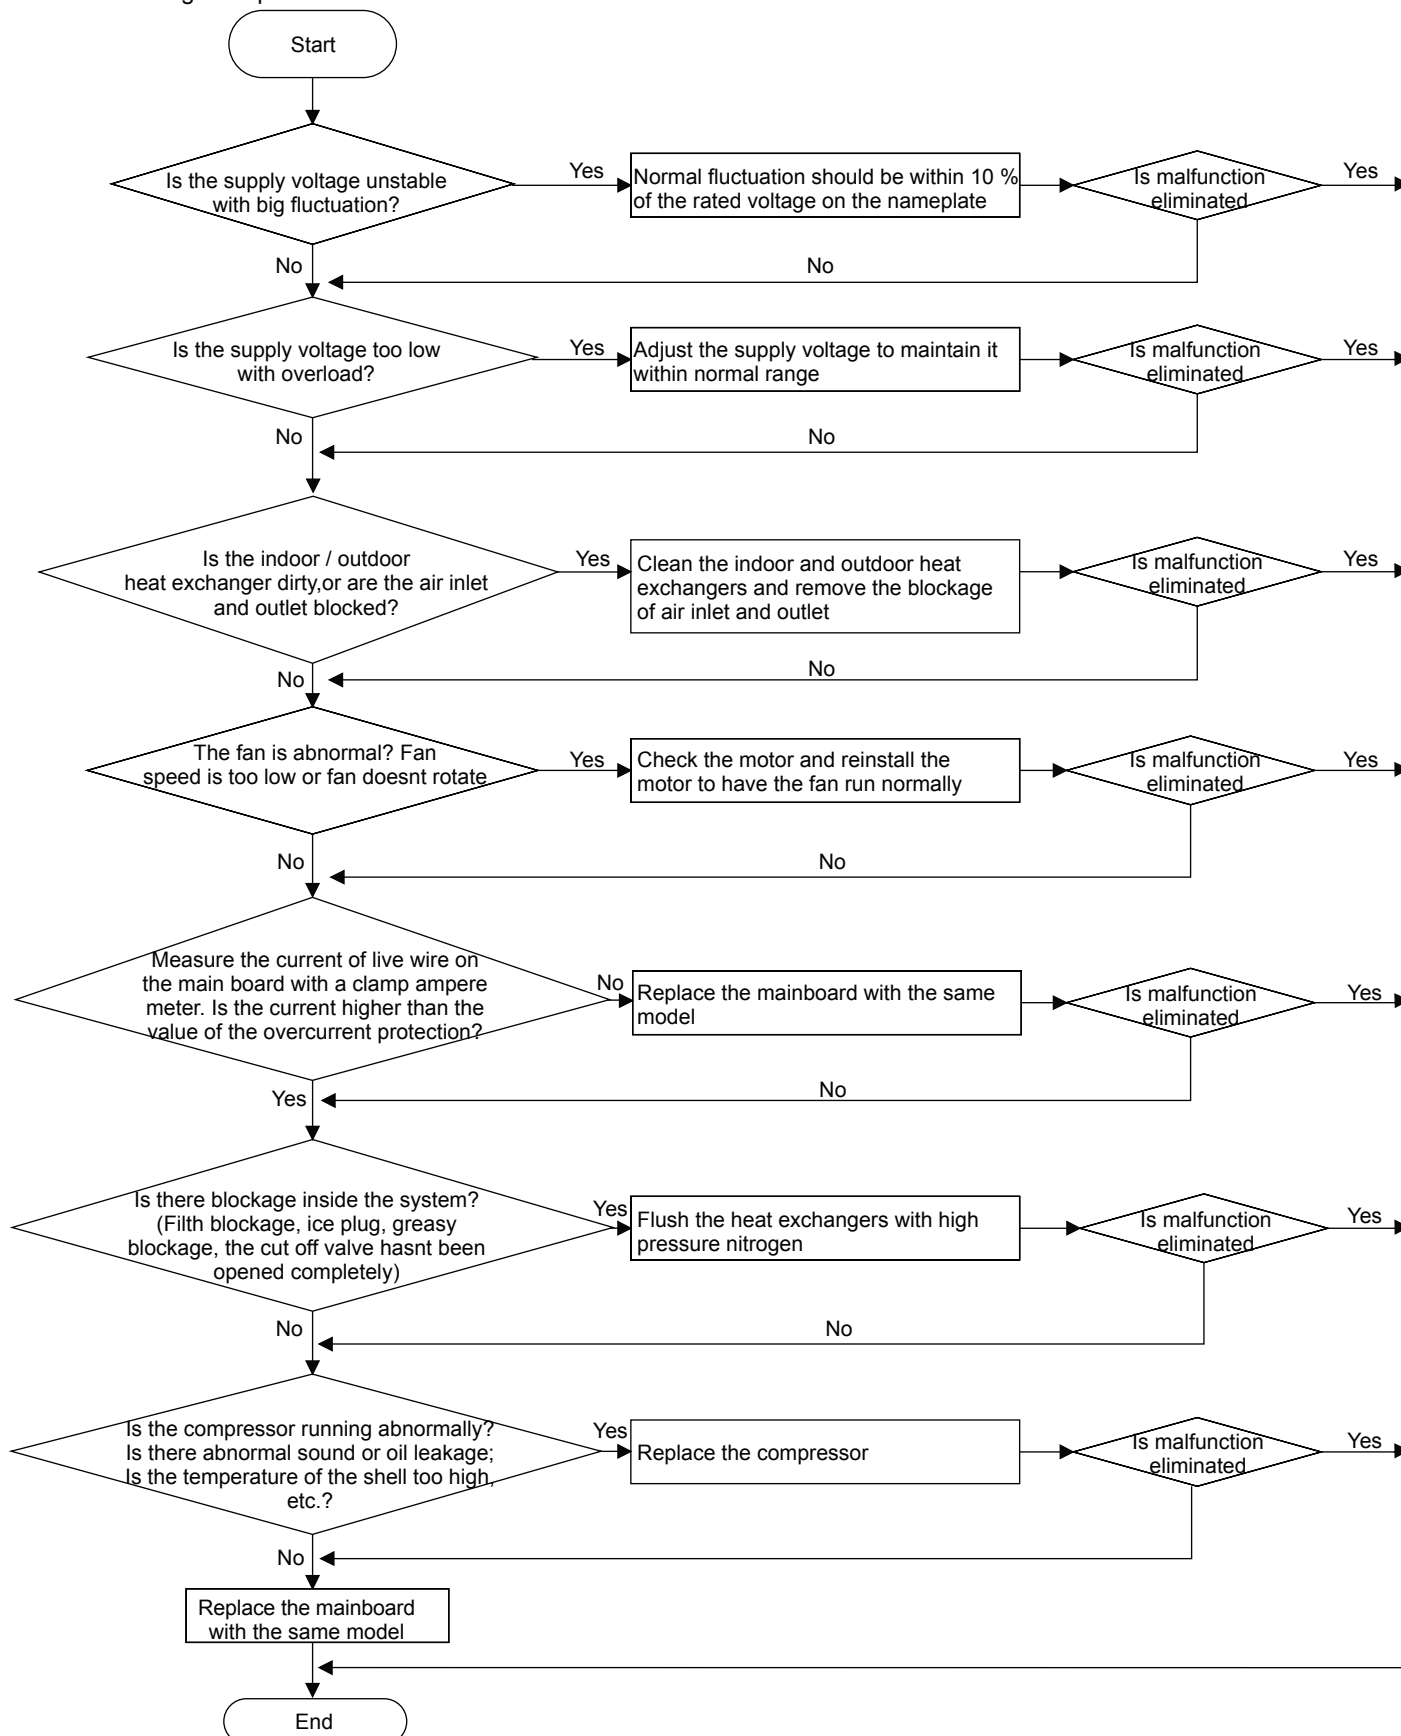 Start
Is the supply voltage unstable
with big fluctuation?
Yes
Normal fluctuation should be within 10 %
of the rated voltage on the nameplate
Is malfunction
eliminated
Yes
No
No
Is the supply voltage too low
with overload?
Yes
Adjust the supply voltage to maintain it
within normal range
Is malfunction
eliminated
Yes
No
No
Is the indoor / outdoor
heat exchanger dirty,or are the air inlet
and outlet blocked?
Yes
Clean the indoor and outdoor heat
exchangers and remove the blockage
of air inlet and outlet
Is malfunction
eliminated
Yes
No
No
The fan is abnormal? Fan
speed is too low or fan doesnt rotate
Yes
Check the motor and reinstall the
motor to have the fan run normally
Is malfunction
eliminated
Yes
No
No
Measure the current of live wire on
the main board with a clamp ampere
meter. Is the current higher than the
value of the overcurrent protection?
No
Replace the mainboard with the same
model
Is malfunction
eliminated
Yes
Yes
No
Is there blockage inside the system?
(Filth blockage, ice plug, greasy
blockage, the cut off valve hasnt been
opened completely)
Yes
Flush the heat exchangers with high
pressure nitrogen
Is malfunction
eliminated
Yes
No
No
Is the compressor running abnormally?
Is there abnormal sound or oil leakage;
Is the temperature of the shell too high,
etc.?
Yes
Replace the compressor
Is malfunction
eliminated
Yes
No
Replace the mainboard
with the same model
End